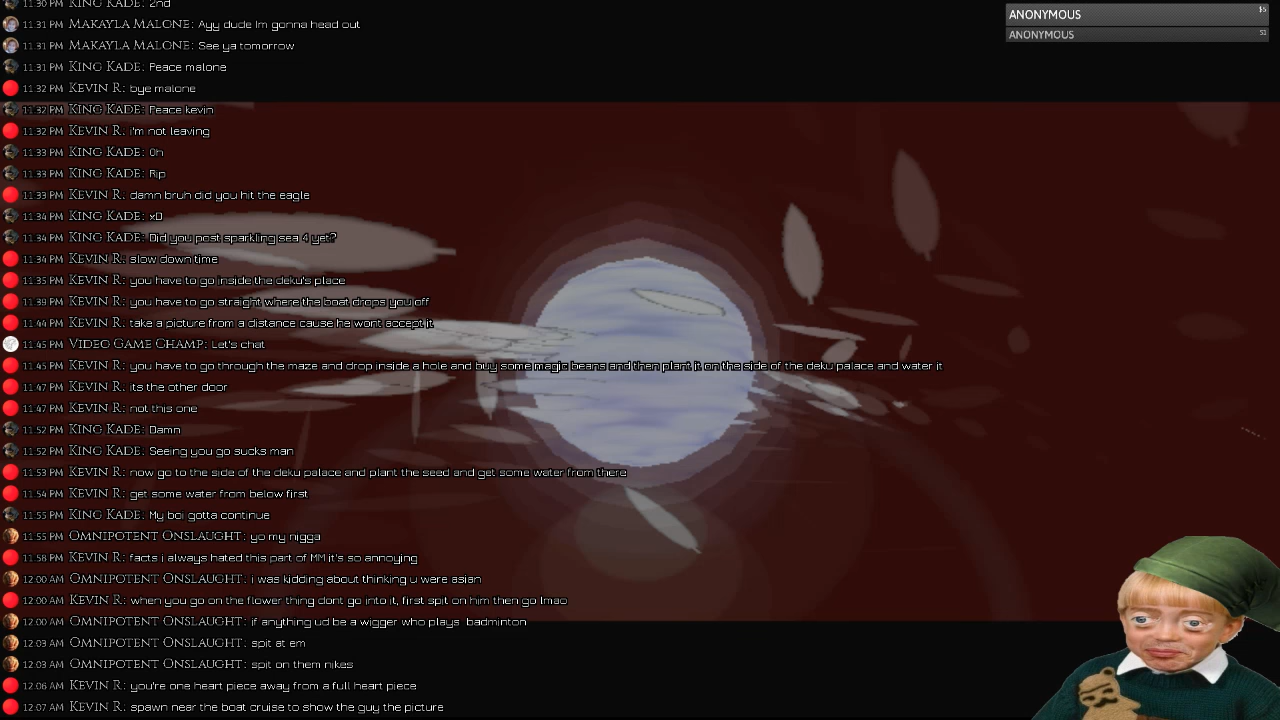 11:30 PM KING KADE: 2nd
11:31 PM MAKAYLA MALONE: Ayy dude Im gonna head out
11:31 PM MAKAYLA MALONE: See ya tomorrow
11:31 PM KING KADE: Peace malone
11:32 PM KEVIN R: bye malone
11:32 PM KING KADE: Peace kevin
11:32 PM KEVIN R: i'm not leaving
11:33 PM KING KADE: Oh
11:33 PM KING KADE: Rip
11:33 PM KEVIN R: damn bruh did you hit the eagle
11:34 PM KING KADE: xD
11:34 PM KING KADE: Did you post sparkling sea 4 yet?
11:34 PM KEVIN R: slow down time
11:35 PM KEVIN R: you have to go inside the deku's place
11:39 PM KEVIN R: you have to go straight where the boat drops you off
11:44 PM KEVIN R: take a picture from a distance cause he wont accept it
11:45 PM VIDEO GAME CHAMP: Let's chat
11:45 PM KEVIN R: you have to go through the maze and drop inside a hole and buy some magic beans and then plant it on the side of the deku palace and water it
11:47 PM KEVIN R: its the other door
11:47 PM KEVIN R: not this one
11:52 PM KING KADE: Damn
11:52 PM KING KADE: Seeing you go sucks man
11:53 PM KEVIN R: now go to the side of the deku palace and plant the seed and get some water from there
11:54 PM KEVIN R: get some water from below first
11:55 PM KING KADE: My boi gotta continue
11:55 PM OMNIPOTENT ONSLAUGHT: yo my nigga
11:58 PM KEVIN R: facts i always hated this part of MM it's so annoying
12:00 AM OMNIPOTENT ONSLAUGHT: i was kidding about thinking u were asian
12:00 AM KEVIN R: when you go on the flower thing dont go into it, first spit on him then go lmao
12:00 AM OMNIPOTENT ONSLAUGHT: if anything ud be a wigger who plays badminton
12:03 AM OMNIPOTENT ONSLAUGHT: spit at em
12:03 AM OMNIPOTENT ONSLAUGHT: spit on them nikes
12:06 AM KEVIN R: you're one heart piece away from a full heart piece
12:07 AM KEVIN R: spawn near the boat cruise to show the guy the picture
ANONYMOUS $5
ANONYMOUS $1